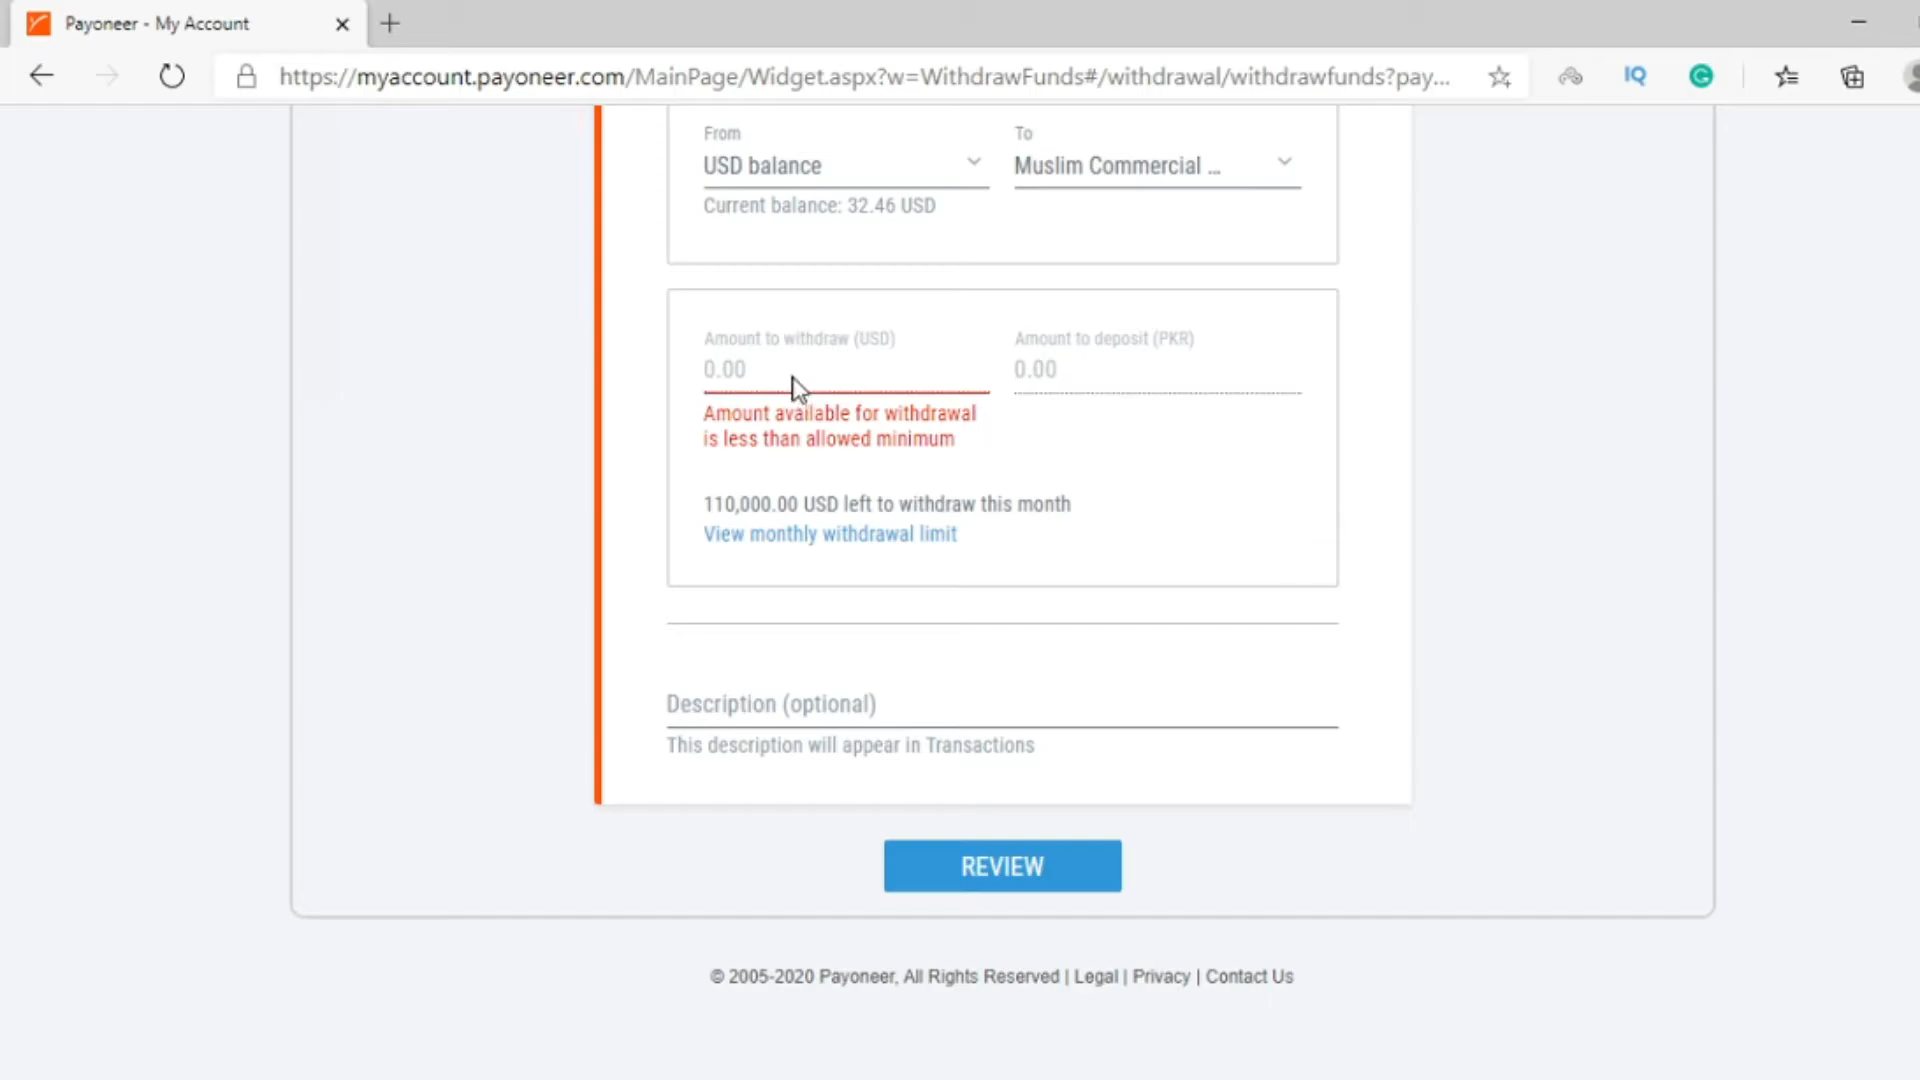 Payoneer - My Account
https://myaccount.payoneer.com/MainPage/Widget.aspx?w=WithdrawFunds#/withdrawal/withdrawfunds?pay...
IQ
From
To
USD balance
Muslim Commercial ...
Current balance: 32.46 USD
Amount to withdraw (USD)
Amount to deposit (PKR)
0.00
0.00
Amount available for withdrawal
is less than allowed minimum
110,000.00 USD left to withdraw this month
View monthly withdrawal limit
Description (optional)
This description will appear in Transactions
REVIEW
© 2005-2020 Payoneer, All Rights Reserved | Legal | Privacy | Contact Us